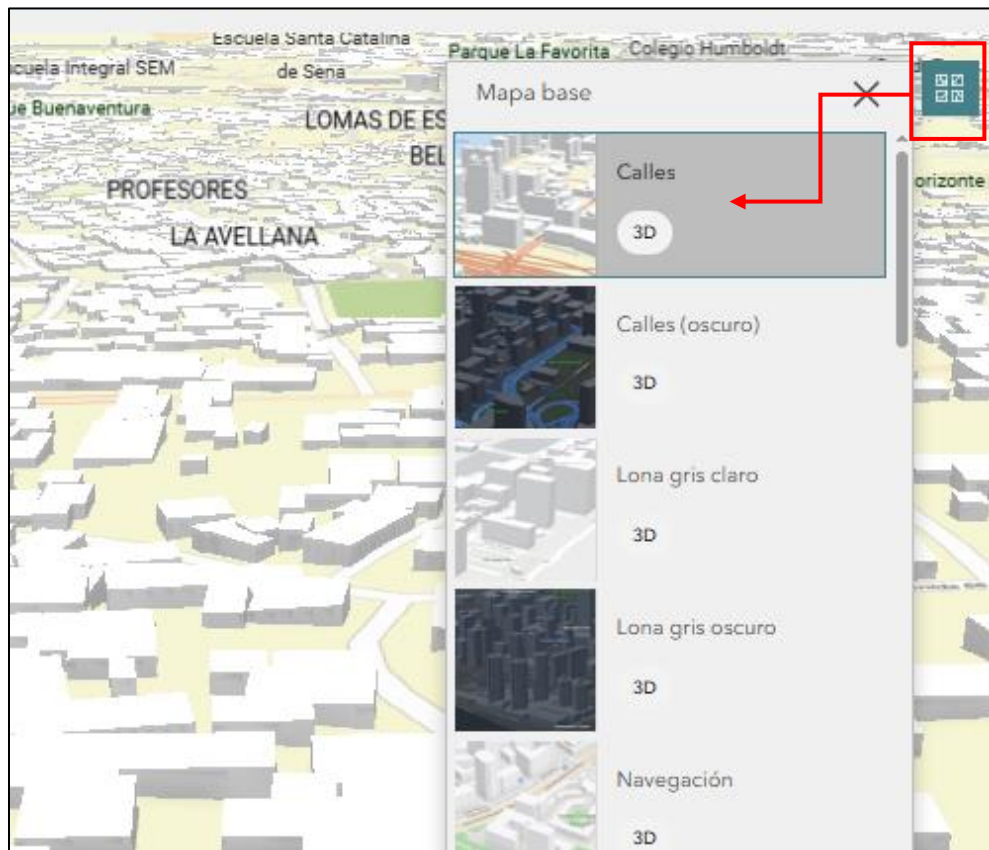 Escuela Santa Catalina
de Sena
Parque La Favorita
Colegio Humboldt
cuela Integral SEM
ue Buenaventura
LOMAS DE ES
BEL
PROFESORES
LA AVELLANA
orizonte
Mapa base
Calles
3D
Calles (oscuro)
3D
Lona gris claro
3D
Lona gris oscuro
3D
Navegación
3D